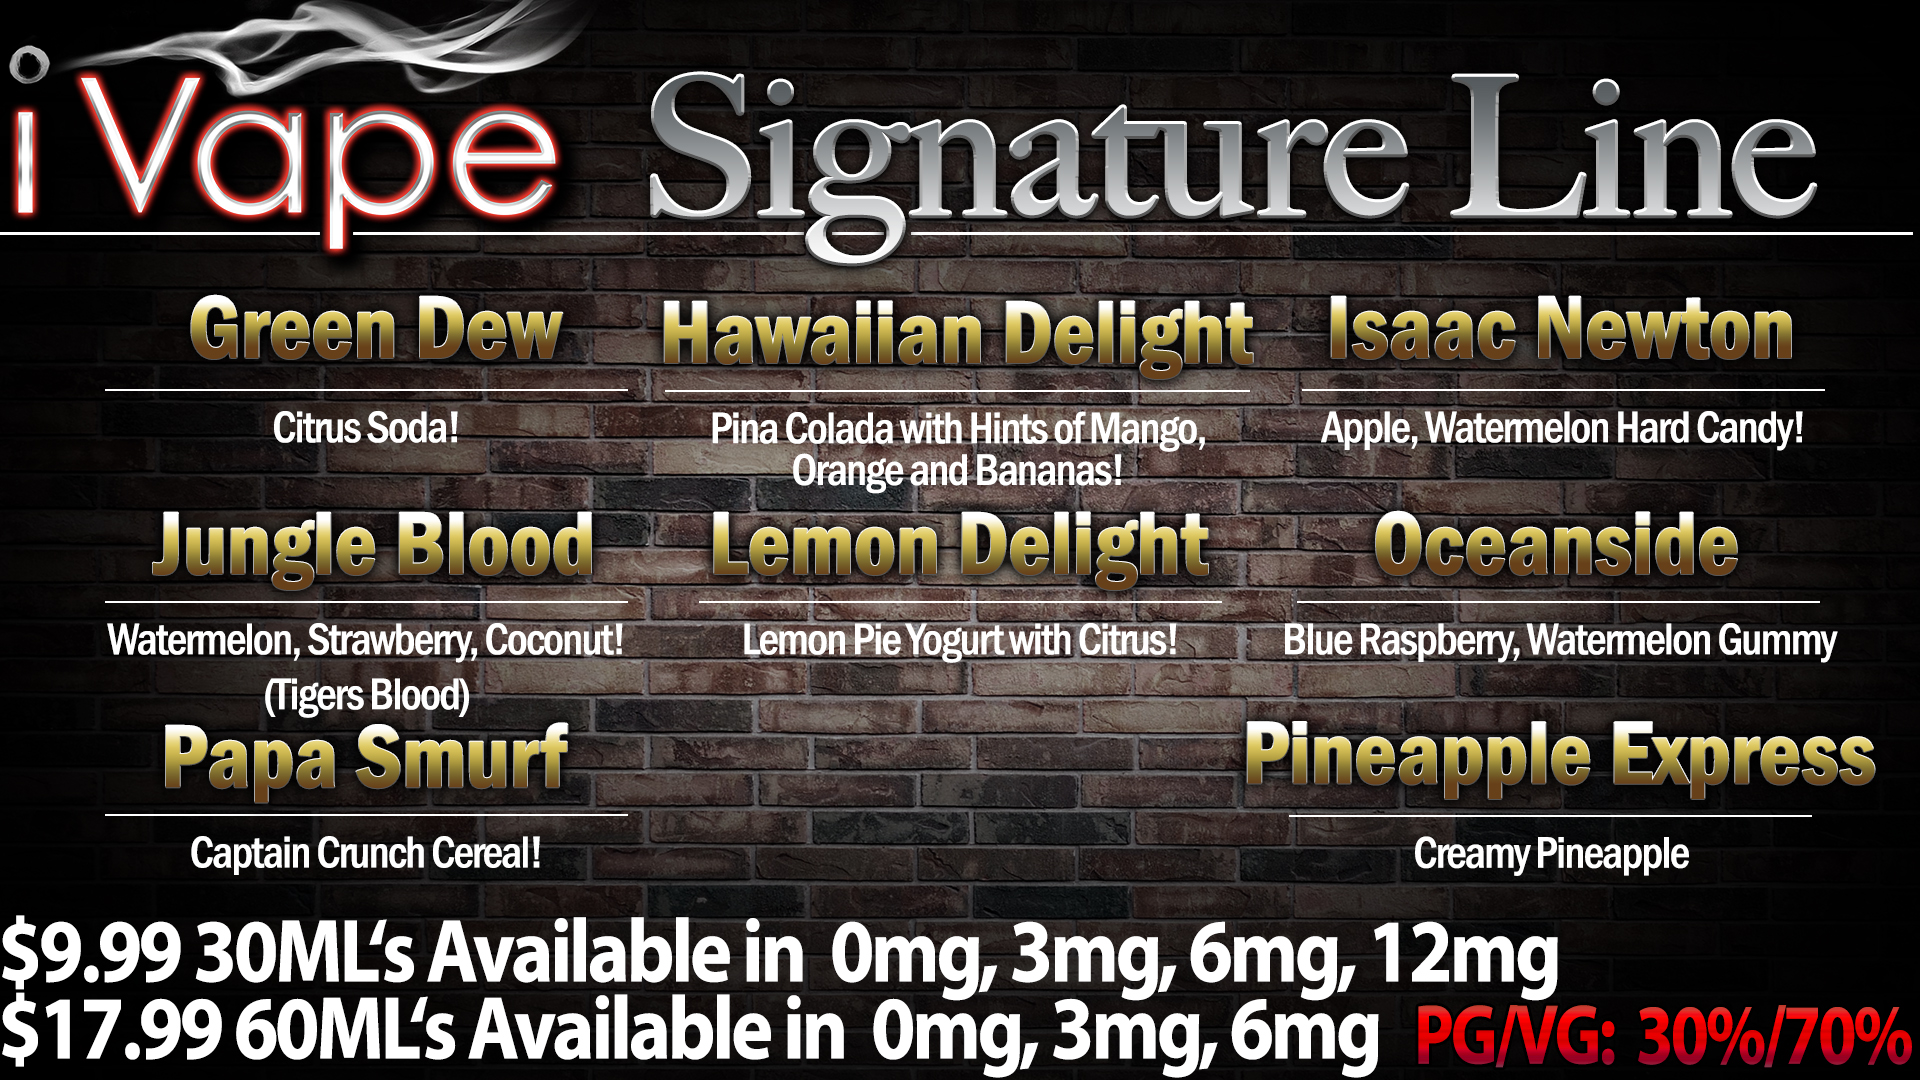 i Vape Signature Line
Green Dew
Citrus Soda!
Hawaiian Delight
Pina Colada with Hints of Mango,
Orange and Bananas!
Isaac Newton
Apple, Watermelon Hard Candy!
Jungle Blood
Watermelon, Strawberry, Coconut!
(Tigers Blood)
Lemon Delight
Lemon Pie Yogurt with Citrus!
Oceanside
Blue Raspberry, Watermelon Gummy
Papa Smurf
Captain Crunch Cereal!
Pineapple Express
Creamy Pineapple
$9.99 30ML‘s Available in 0mg, 3mg, 6mg, 12mg
$17.99 60ML‘s Available in 0mg, 3mg, 6mg PG/VG: 30%/70%